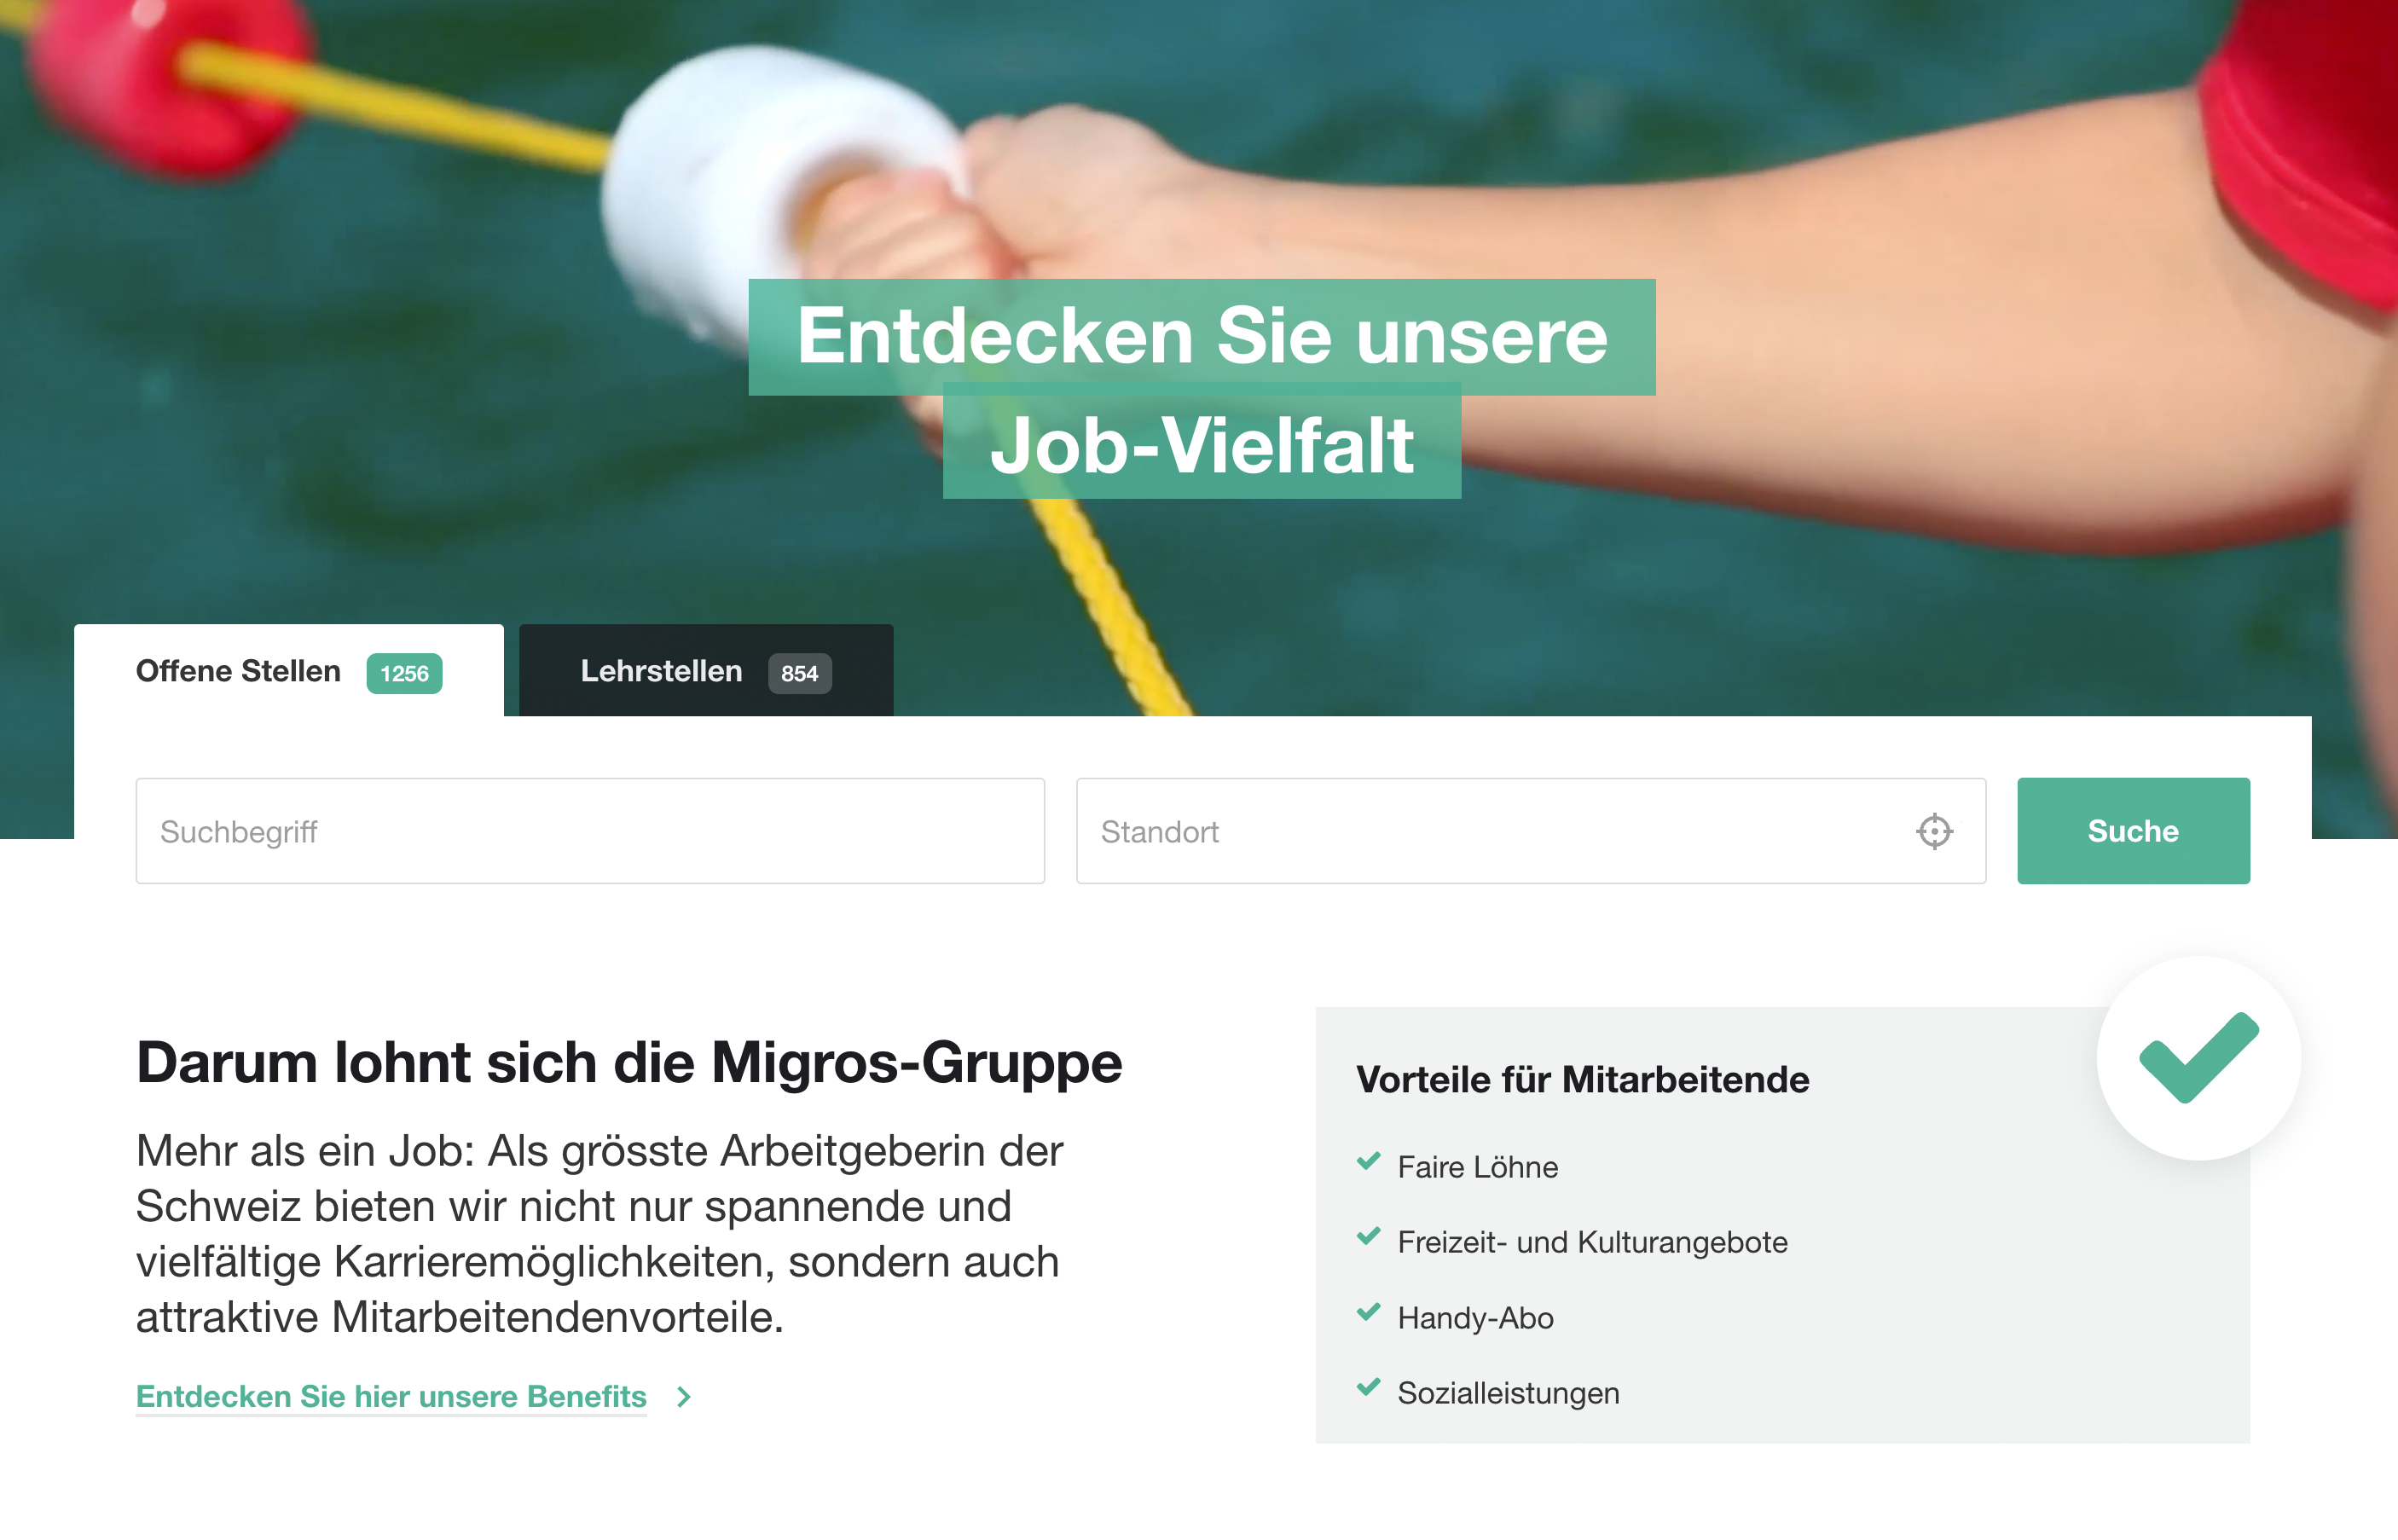 Entdecken Sie unsere
Job-Vielfalt
Offene Stellen 1256
Lehrstellen 854
Suchbegriff
Standort
Suche
Darum lohnt sich die Migros-Gruppe
Mehr als ein Job: Als grösste Arbeitgeberin der
Schweiz bieten wir nicht nur spannende und
vielfältige Karrieremöglichkeiten, sondern auch
attraktive Mitarbeitendenvorteile.
Entdecken Sie hier unsere Benefits
Vorteile für Mitarbeitende
Faire Löhne
Freizeit- und Kulturangebote
Handy-Abo
Sozialleistungen